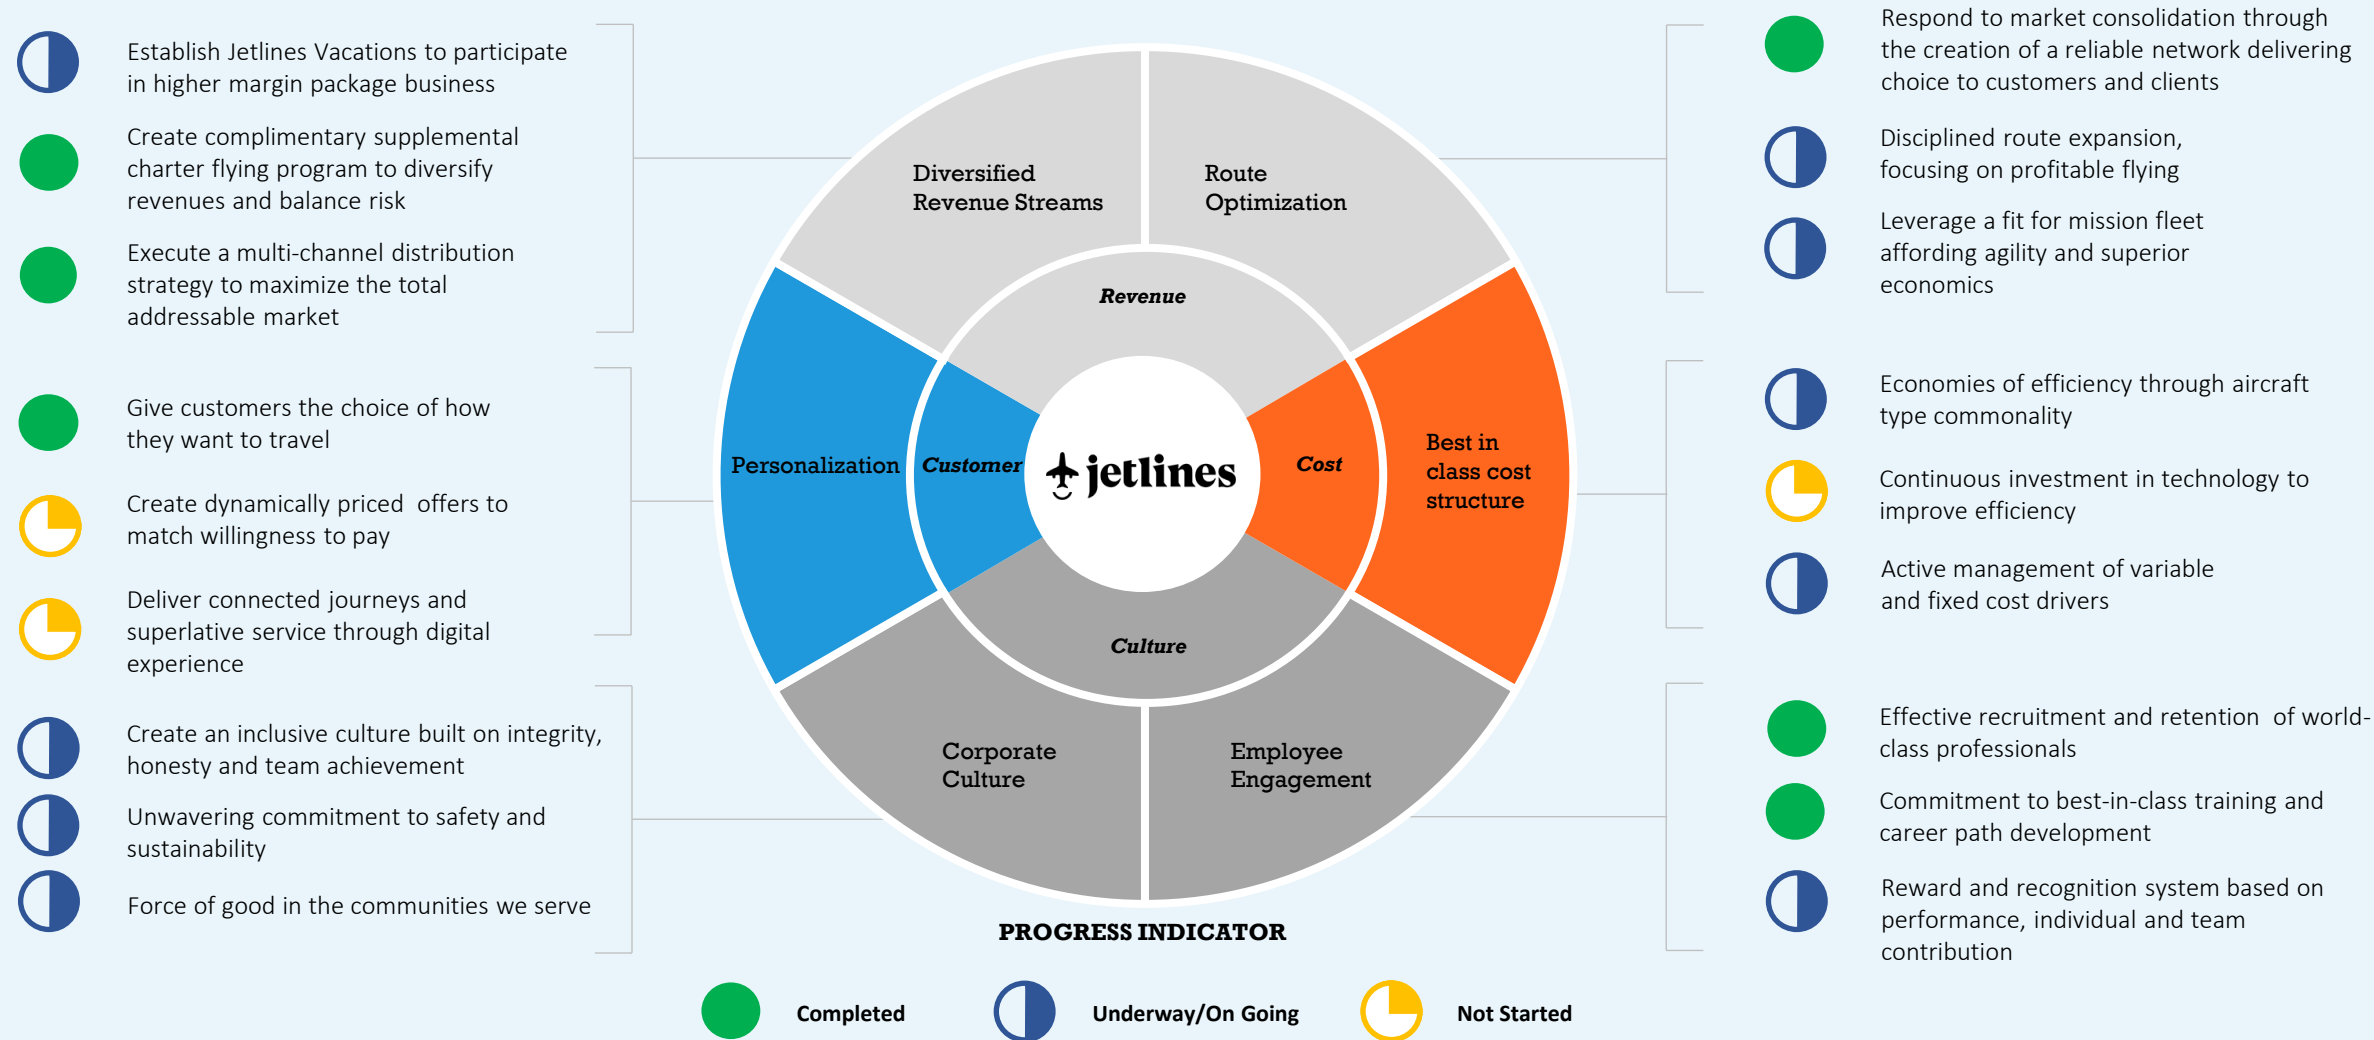 Establish Jetlines Vacations to participate
in higher margin package business
Create complimentary supplemental
charter flying program to diversify
revenues and balance risk
Execute a multi-channel distribution
strategy to maximize the total
addressable market
Give customers the choice of how
they want to travel
Create dynamically priced  offers to
match willingness to pay
Deliver connected journeys and
superlative service through digital
experience
Create an inclusive culture built on integrity,
honesty and team achievement
Unwavering commitment to safety and
sustainability
Force of good in the communities we serve
Diversified
Revenue Streams
Route
Optimization
Revenue
Personalization
Customer
jetlines
Cost
Best in
class cost
structure
Culture
Corporate
Culture
Employee
Engagement
Respond to market consolidation through
the creation of a reliable network delivering
choice to customers and clients
Disciplined route expansion,
focusing on profitable flying
Leverage a fit for mission fleet
affording agility and superior
economics
Economies of efficiency through aircraft
type commonality
Continuous investment in technology to
improve efficiency
Active management of variable
and fixed cost drivers
Effective recruitment and retention  of world-
class professionals
Commitment to best-in-class training and
career path development
Reward and recognition system based on
performance, individual and team
contribution
PROGRESS INDICATOR
Completed
Underway/On Going
Not Started